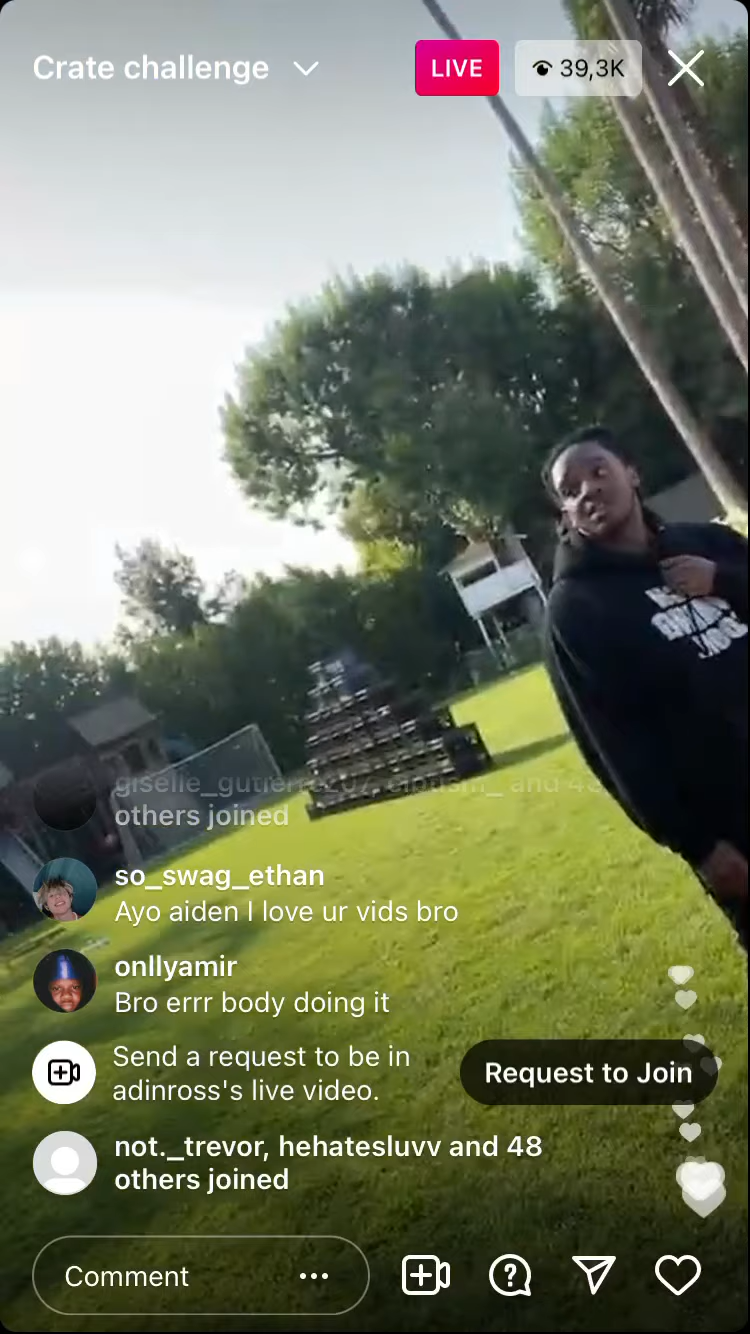 Crate challenge
LIVE
39,3K
others joined
so_swag_ethan
Ayo aiden I love ur vids bro
onllyamir
Bro errr body doing it
Send a request to be in
adinross's live video.
Request to Join
not._trevor, hehatesluvv and 48
others joined
Comment